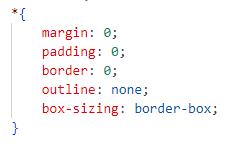 *{
    margin: 0;
    padding: 0;
    border: 0;
    outline: none;
    box-sizing: border-box;
}